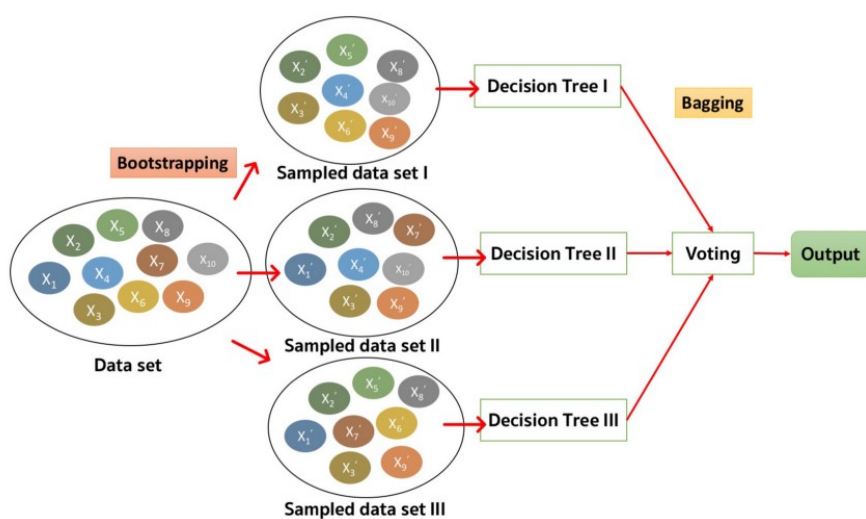 X₂´
X₅´
X₈´
X₄´
X₃´
X₁₀´
X₆´
X₉´
Sampled data set I
Decision Tree I
Bagging
Bootstrapping
X₂
X₅
X₈
X₁
X₄
X₇
X₁₀
X₃
X₆
X₉
Data set
X₂´
X₈´
X₇´
X₁´
X₄´
X₁₀´
X₃´
X₉´
Sampled data set II
Decision Tree II
Voting
Output
X₂´
X₅´
X₈´
X₁´
X₇´
X₆´
X₃´
X₉´
Sampled data set III
Decision Tree III